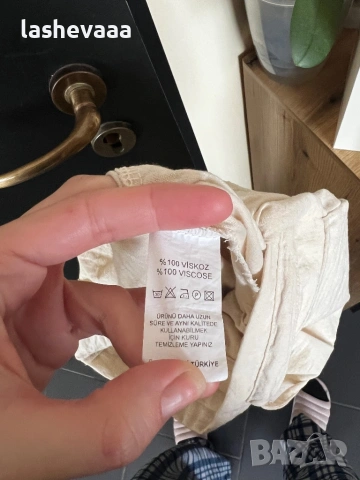 lashevaaa
%100 VİSKOZ
%100 VISCOSE
ÜRÜNÜ DAHA UZUN
SÜRE VE AYNI KALİTEDE
KULLANABİLMEK
İÇİN KURU
TEMİZLEME YAPINIZ
TÜRKİYE
BAZAR